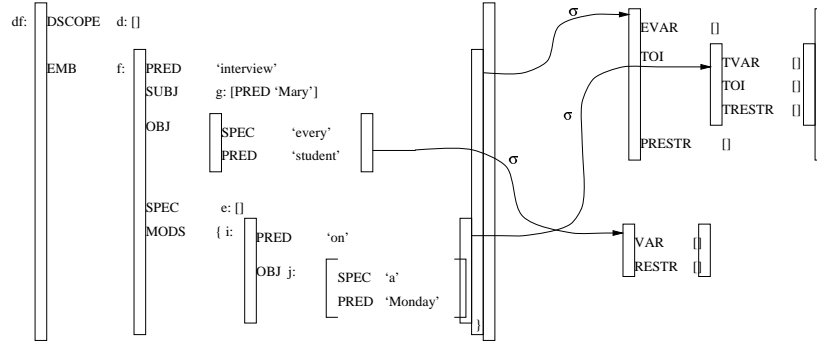 σ
df: DSCOPE d: []
EVAR []
TOI
EMB f: PRED ‘interview’
TVAR []
SUBJ g: [PRED ‘Mary’]
TOI []
TRESTR []
σ
OBJ
SPEC ‘every’
PRED ‘student’
PRESTR []
σ
SPEC e: []
MODS { i:
PRED ‘on’
VAR []
RESTR []
OBJ j: SPEC ‘a’
PRED ‘Monday’
}